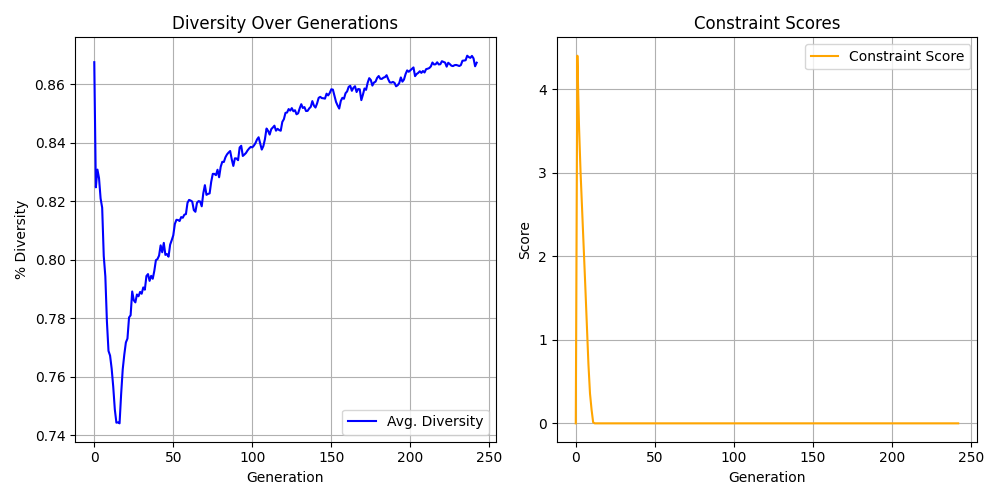 Diversity Over Generations
% Diversity
0.86
0.84
0.82
0.80
0.78
0.76
0.74
Avg. Diversity
0 50 100 150 200 250
Generation
Constraint Scores
Score
4
3
2
1
0
Constraint Score
0 50 100 150 200 250
Generation